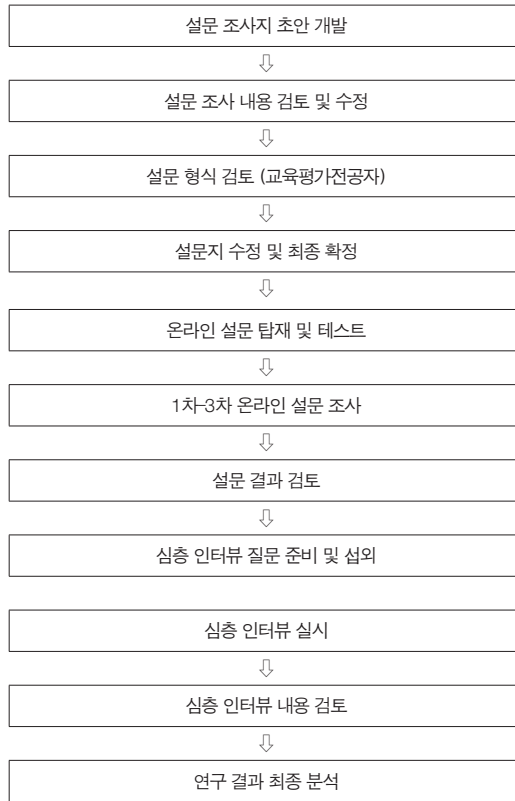 설문 조사지 초안 개발
⇩
설문 조사 내용 검토 및 수정
⇩
설문 형식 검토 (교육평가전공자)
⇩
설문지 수정 및 최종 확정
⇩
온라인 설문 탑재 및 테스트
⇩
1차-3차 온라인 설문 조사
⇩
설문 결과 검토
⇩
심층 인터뷰 질문 준비 및 섭외
심층 인터뷰 실시
⇩
심층 인터뷰 내용 검토
⇩
연구 결과 최종 분석